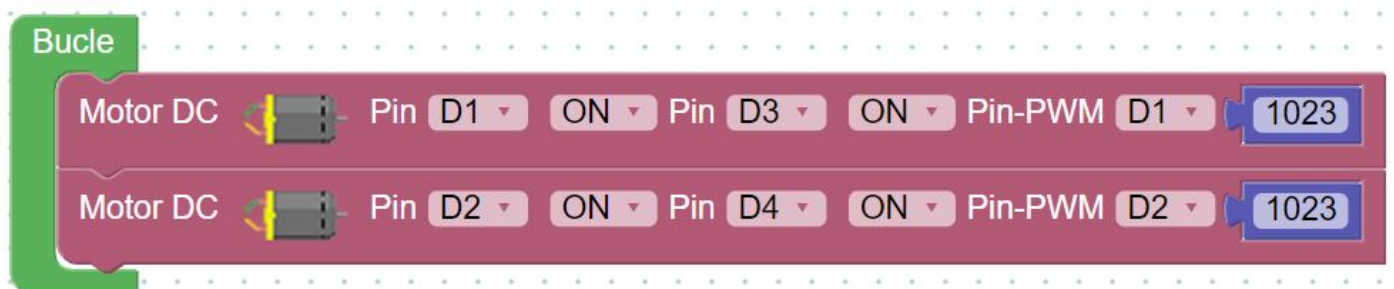 Bucle
Motor DC Pin D1 ON Pin D3 ON Pin-PWM D1 1023
Motor DC Pin D2 ON Pin D4 ON Pin-PWM D2 1023